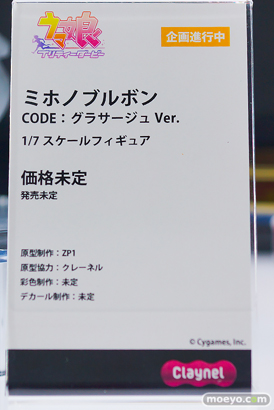 ウマ娘
プリティーダービー
企画進行中
ミホノブルボン
CODE：グラサージュ Ver.
1/7 スケールフィギュア
価格未定
発売未定
原型制作：ZP1
原型協力：クレーネル
彩色制作：未定
デカール制作：未定
© Cygames, Inc.
Claynel
moeyo.com